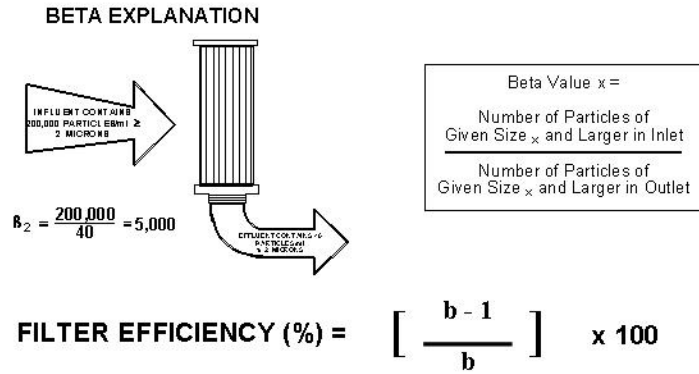 BETA EXPLANATION
INFLUENT CONTAINS
200,000 PARTICLES/ml ≥
2 MICRONS
Beta Value x =
Number of Particles of
Given Size x and Larger in Inlet
Number of Particles of
Given Size x and Larger in Outlet
ß2 = 200,000 / 40 = 5,000
EFFLUENT CONTAINS
PARTICLES/ml
2 MICRONS
FILTER EFFICIENCY (%) = [ b - 1 / b ] x 100